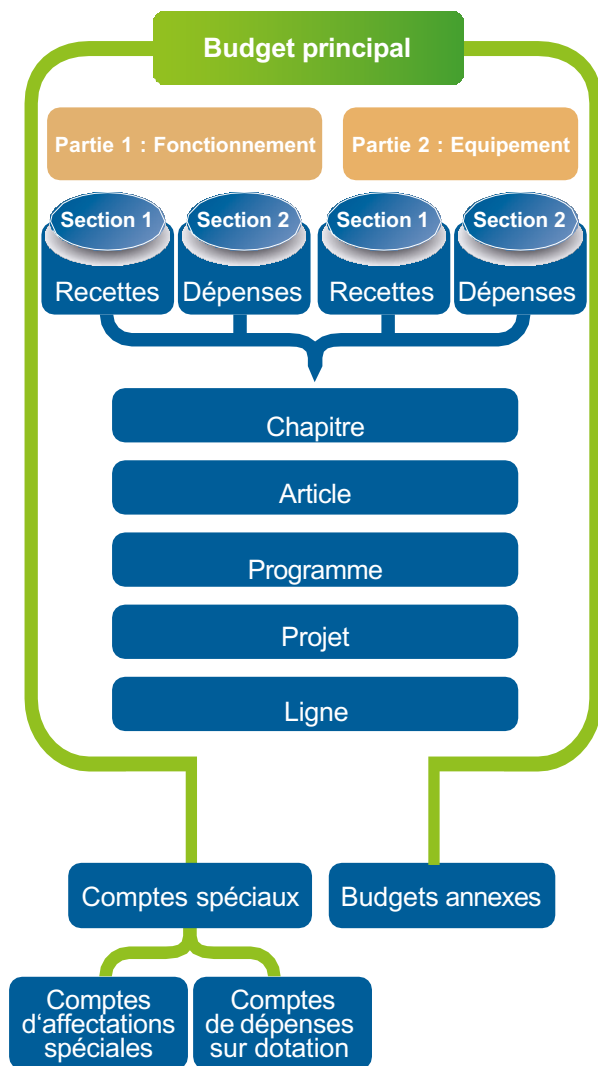 Budget principal
Partie 1 : Fonctionnement
Partie 2 : Equipement
Section 1
Section 2
Section 1
Section 2
Recettes
Dépenses
Recettes
Dépenses
Chapitre
Article
Programme
Projet
Ligne
Comptes spéciaux
Budgets annexes
Comptes
d‘affectations
spéciales
Comptes
de dépenses
sur dotation